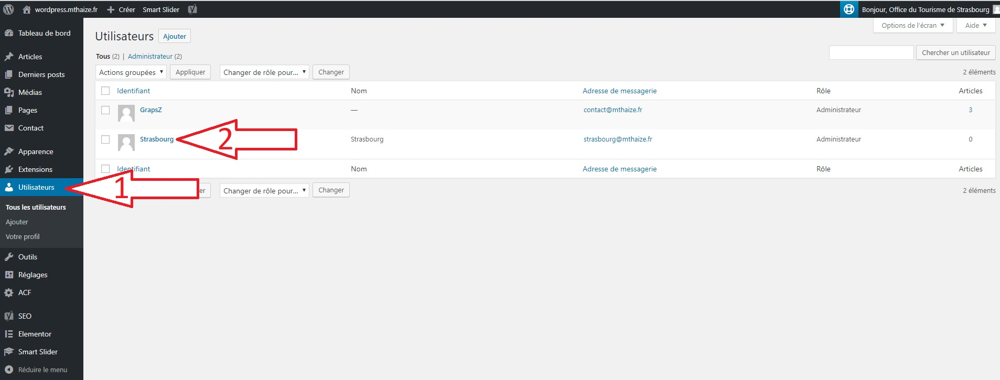 wordpress.mthaize.fr Créer Smart Slider Bonjour, Office du Tourisme de Strasbourg
Tableau de bord
Articles
Derniers posts
Médias
Pages
Contact
Apparence
Extensions
Utilisateurs
Tous les utilisateurs
Ajouter
Votre profil
Outils
Réglages
ACF
SEO
Elementor
Smart Slider
Réduire le menu
Options de l'écran ▼ Aide ▼
Utilisateurs Ajouter
Tous (2) | Administrateur (2)
Chercher un utilisateur
Actions groupées Appliquer Changer de rôle pour... Changer 2 éléments
Identifiant Nom Adresse de messagerie Rôle Articles
GrapsZ — contact@mthaize.fr Administrateur 3
Strasbourg 2 Strasbourg strasbourg@mthaize.fr Administrateur 0
Identifiant Nom Adresse de messagerie Rôle Articles
1 er Changer de rôle pour... Changer 2 éléments